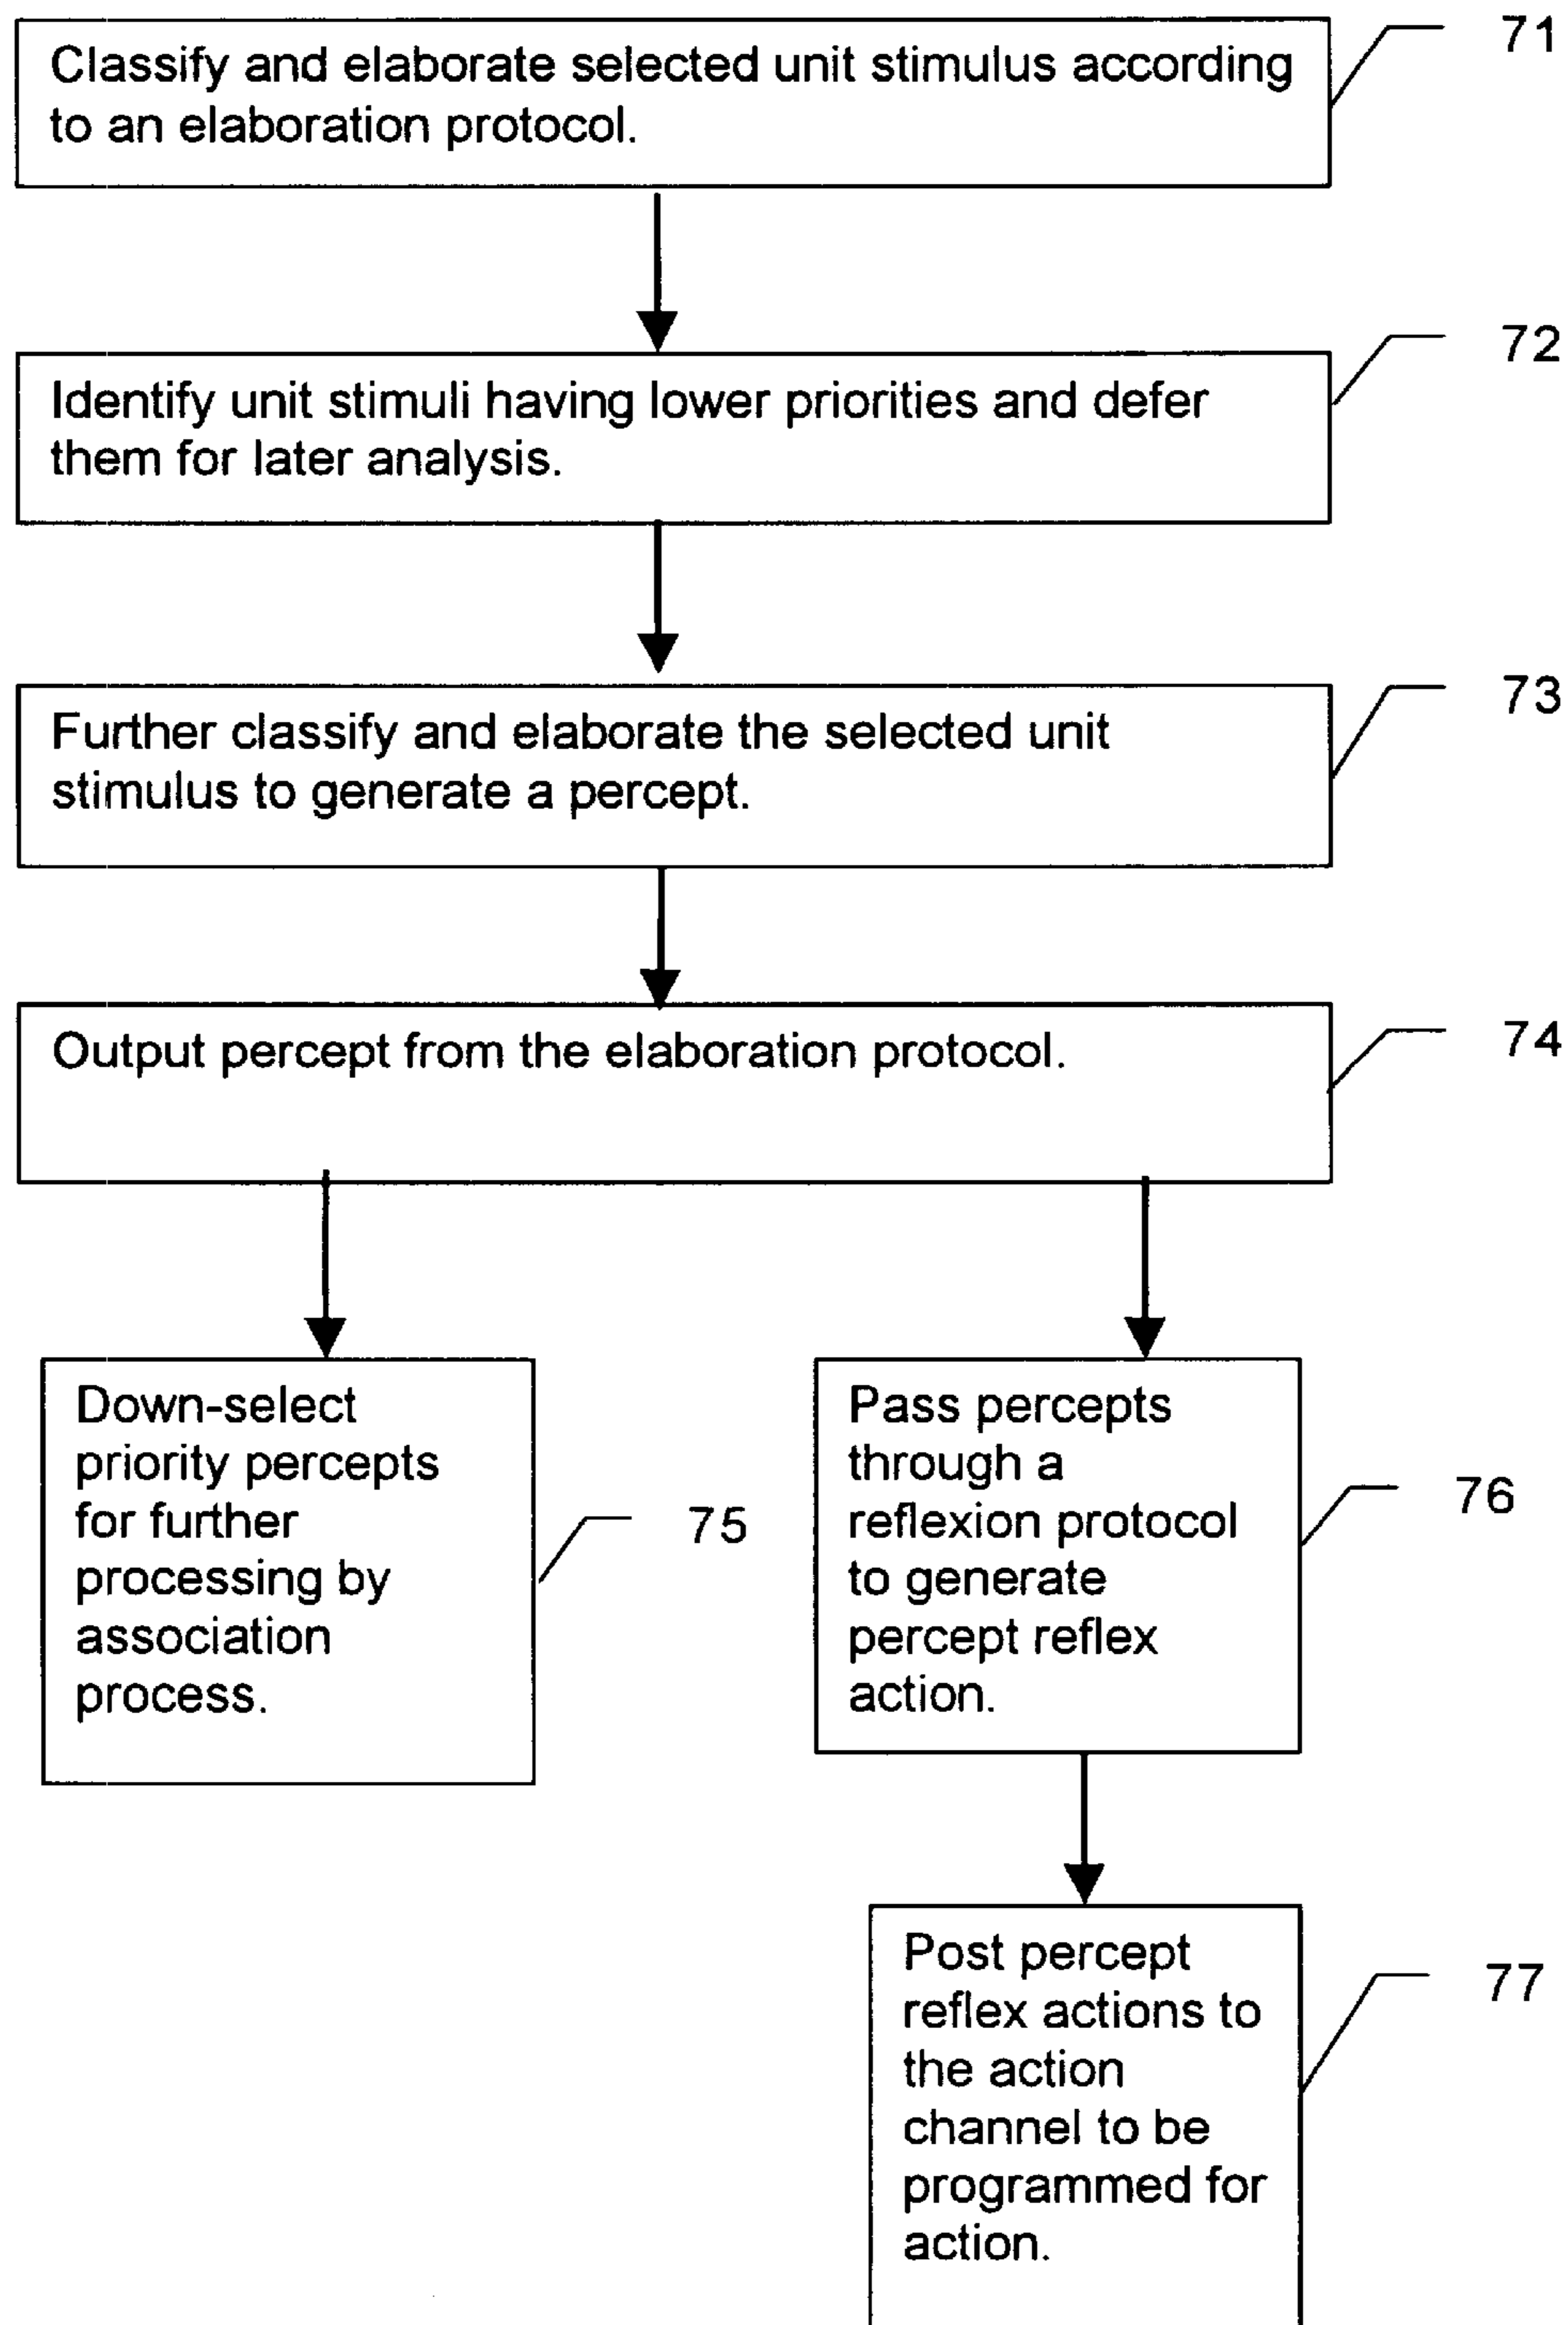 Classify and elaborate selected unit stimulus according
to an elaboration protocol.
71
Identify unit stimuli having lower priorities and defer
them for later analysis.
72
Further classify and elaborate the selected unit
stimulus to generate a percept.
73
Output percept from the elaboration protocol.
74
Down-select
priority percepts
for further
processing by
association
process.
75
Pass percepts
through a
reflexion protocol
to generate
percept reflex
action.
76
Post percept
reflex actions to
the action
channel to be
programmed for
action.
77